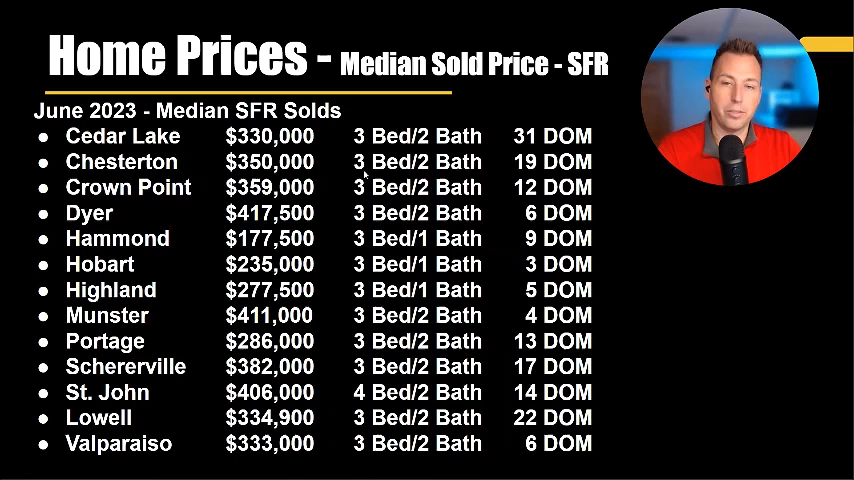 Home Prices - Median Sold Price - SFR
June 2023 - Median SFR Solds
● Cedar Lake $330,000 3 Bed/2 Bath 31 DOM
● Chesterton $350,000 3 Bed/2 Bath 19 DOM
● Crown Point $359,000 3 Bed/2 Bath 12 DOM
● Dyer $417,500 3 Bed/2 Bath 6 DOM
● Hammond $177,500 3 Bed/1 Bath 9 DOM
● Hobart $235,000 3 Bed/1 Bath 3 DOM
● Highland $277,500 3 Bed/1 Bath 5 DOM
● Munster $411,000 3 Bed/2 Bath 4 DOM
● Portage $286,000 3 Bed/2 Bath 13 DOM
● Schererville $382,000 3 Bed/2 Bath 17 DOM
● St. John $406,000 4 Bed/2 Bath 14 DOM
● Lowell $334,900 3 Bed/2 Bath 22 DOM
● Valparaiso $333,000 3 Bed/2 Bath 6 DOM